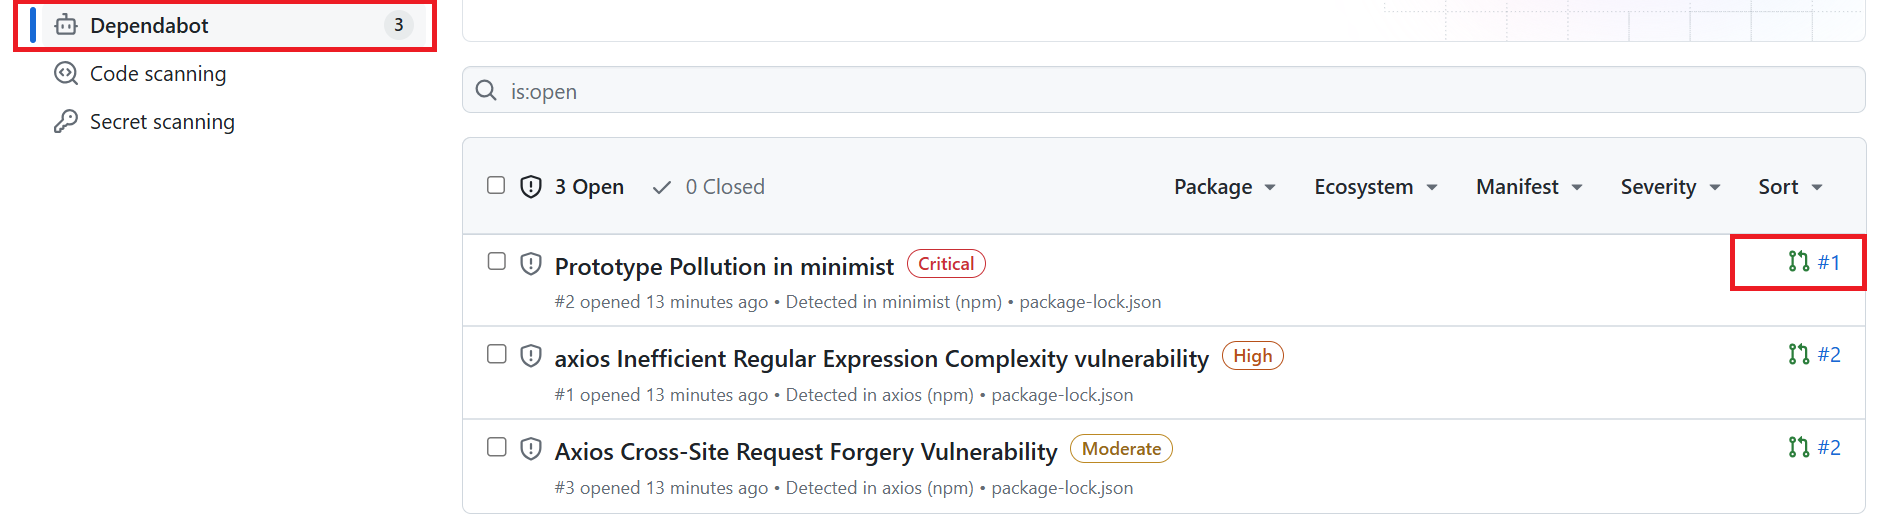 Dependabot 3
Code scanning
Secret scanning
is:open
3 Open 0 Closed Package Ecosystem Manifest Severity Sort
Prototype Pollution in minimist Critical #1
#2 opened 13 minutes ago • Detected in minimist (npm) • package-lock.json
axios Inefficient Regular Expression Complexity vulnerability High #2
#1 opened 13 minutes ago • Detected in axios (npm) • package-lock.json
Axios Cross-Site Request Forgery Vulnerability Moderate #2
#3 opened 13 minutes ago • Detected in axios (npm) • package-lock.json